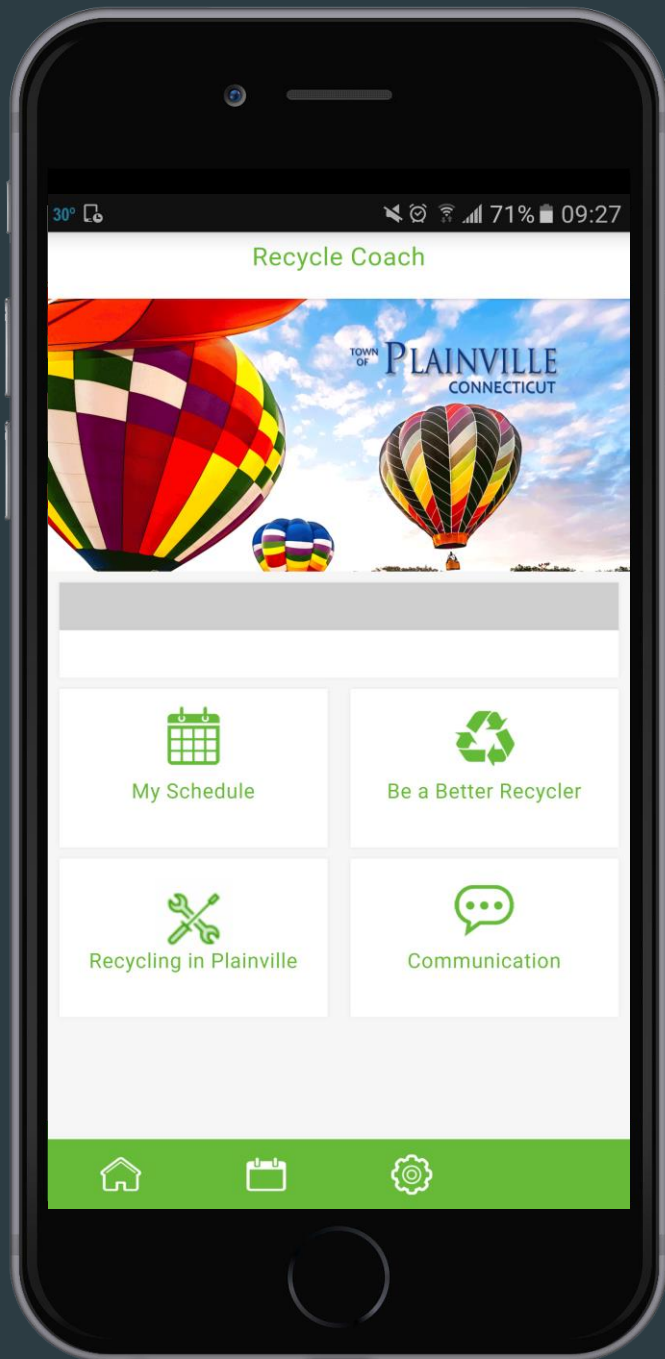 30°
71% 09:27
Recycle Coach
TOWN OF PLAINVILLE
CONNECTICUT
My Schedule
Be a Better Recycler
Recycling in Plainville
Communication